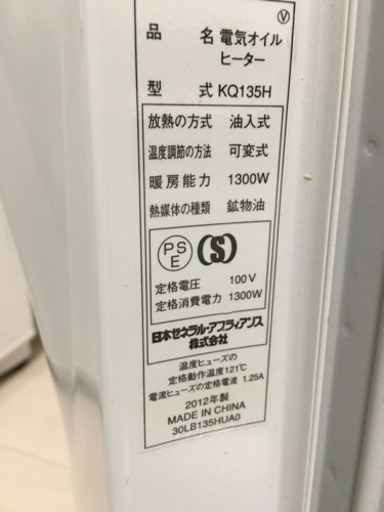 V
品 名 電気オイル
ヒーター
型 式 KQ135H
放熱の方式 油入式
温度調節の方法 可変式
暖房能力 1300W
熱媒体の種類 鉱物油
PS
E
(S)
定格電圧 100V
定格消費電力 1300W
日本ゼネラル・アプライアンス
株式会社
温度ヒューズの
定格動作温度121℃
電流ヒューズの定格電流 1.25A
2012年製
MADE IN CHINA
30LB135HUA0